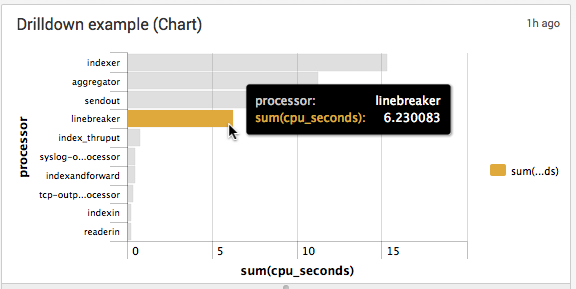 Drilldown example (Chart)
1h ago
processor
indexer
aggregator
sendout
linebreaker
index_thruput
syslog-o...ocessor
indexandforward
tcp-outp...ocessor
indexin
readerin
processor: linebreaker
sum(cpu_seconds): 6.230083
sum(...ds)
0 5 10 15
sum(cpu_seconds)